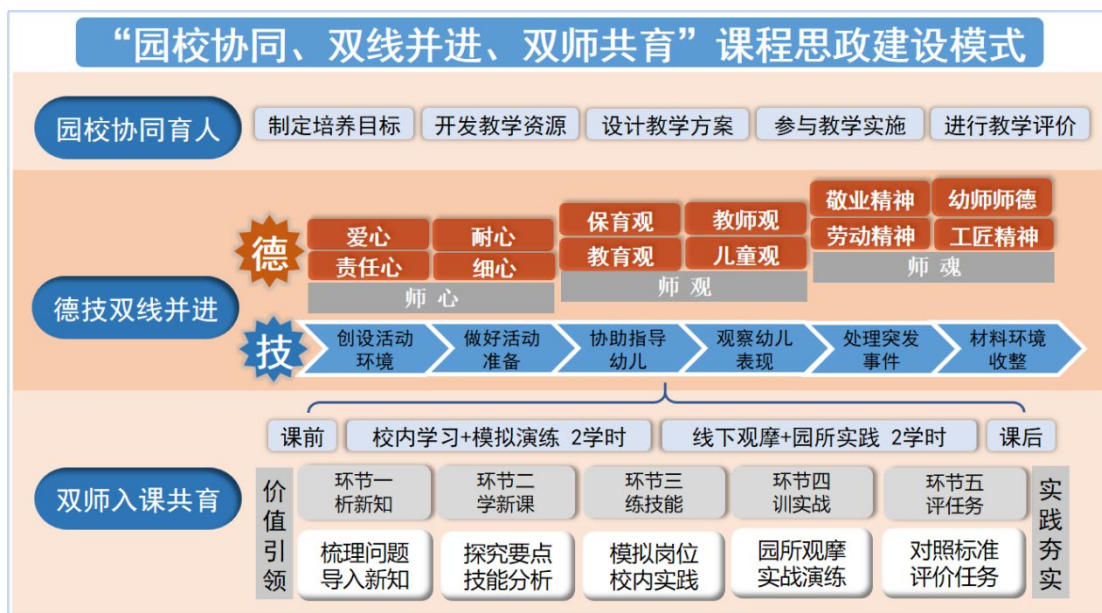 “园校协同、双线并进、双师共育”课程思政建设模式
园校协同育人
制定培养目标
开发教学资源
设计教学方案
参与教学实施
进行教学评价
德技双线并进
德
爱心
耐心
责任心
细心
师 心
保育观
教师观
教育观
儿童观
师 观
敬业精神
幼师师德
劳动精神
工匠精神
师 魂
技
创设活动
环境
做好活动
准备
协助指导
幼儿
观察幼儿
表现
处理突发
事件
材料环境
收整
双师入课共育
课前
校内学习+模拟演练 2学时
线下观摩+园所实践 2学时
课后
价值引领
环节一
析新知
环节二
学新课
环节三
练技能
环节四
训实战
环节五
评任务
梳理问题
导入新知
探究要点
技能分析
模拟岗位
校内实践
园所观摩
实战演练
对照标准
评价任务
实践夯实